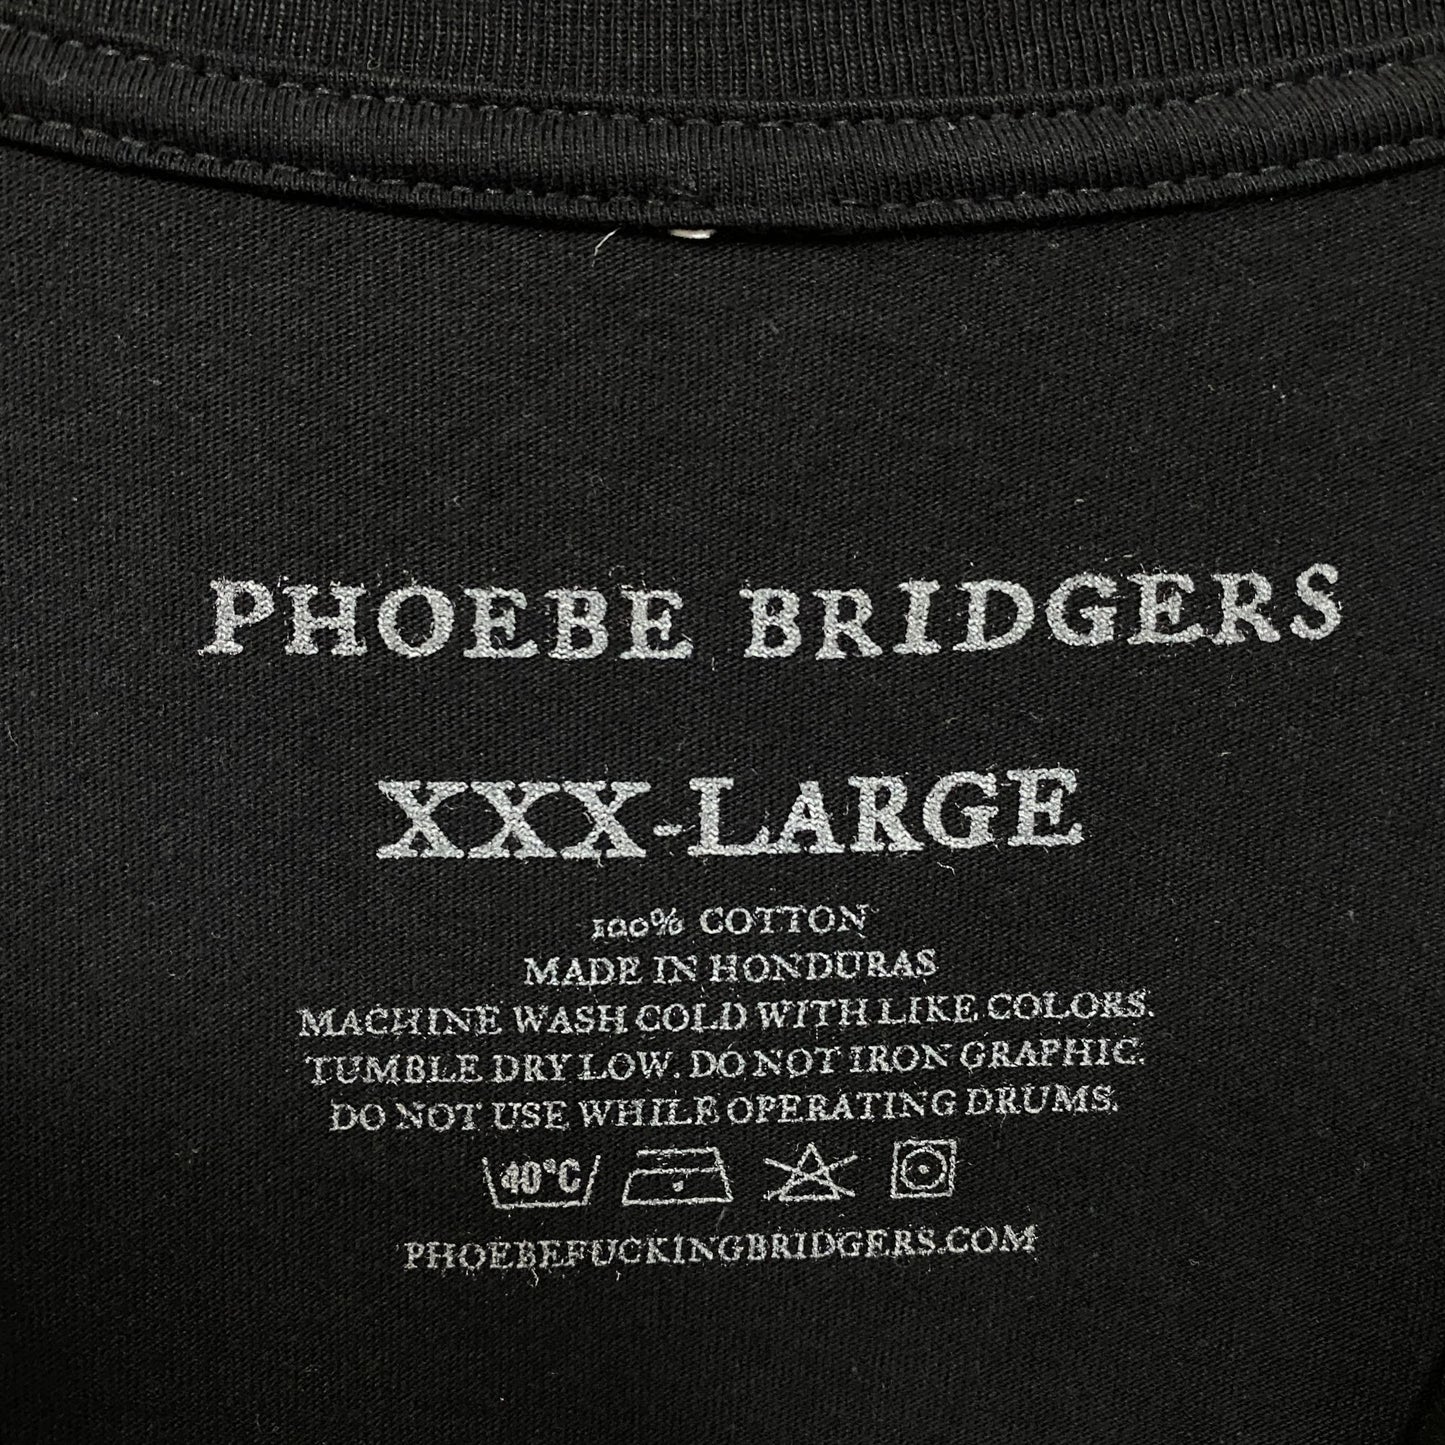 PHOEBE BRIDGERS
XXX-LARGE
100% COTTON
MADE IN HONDURAS
MACHINE WASH COLD WITH LIKE COLORS.
TUMBLE DRY LOW. DO NOT IRON GRAPHIC.
DO NOT USE WHILE OPERATING DRUMS.
40°C
PHOEBEFUCKINGBRIDGERS.COM